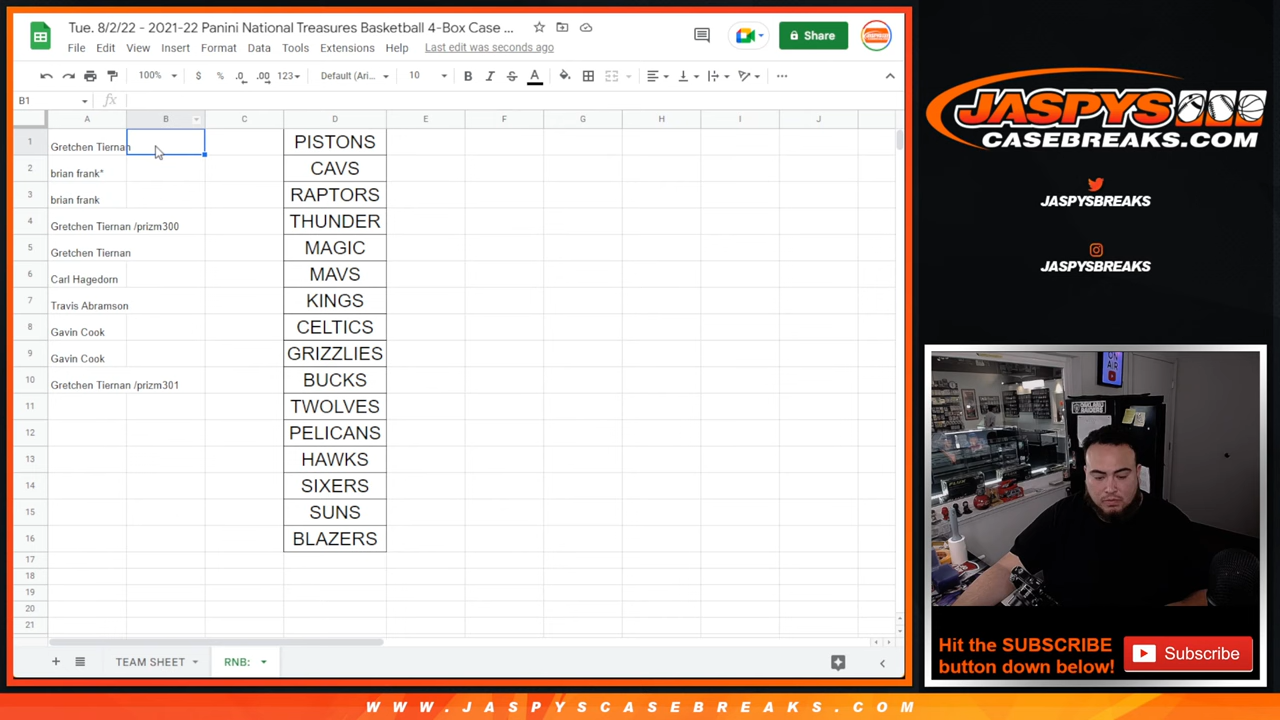 Tue. 8/2/22 - 2021-22 Panini National Treasures Basketball 4-Box Case ...
File Edit View Insert Format Data Tools Extensions Help Last edit was seconds ago
Share
100% $ % .0 .00 123 Default (Ari... 10 B I S A
B1 fx
A B C D E F G H I J
1 Gretchen Tiernan PISTONS
2 brian frank* CAVS
3 brian frank RAPTORS
4 Gretchen Tiernan /prizm300 THUNDER
5 Gretchen Tiernan MAGIC
6 Carl Hagedorn MAVS
7 Travis Abramson KINGS
8 Gavin Cook CELTICS
9 Gavin Cook GRIZZLIES
10 Gretchen Tiernan /prizm301 BUCKS
11 TWOLVES
12 PELICANS
13 HAWKS
14 SIXERS
15 SUNS
16 BLAZERS
17
18
19
20
21
TEAM SHEET RNB:
JASPYS
CASEBREAKS.COM
JASPYSBREAKS
JASPYSBREAKS
Hit the SUBSCRIBE
button down below!
Subscribe
WWW.JASPYSCASEBREAKS.COM